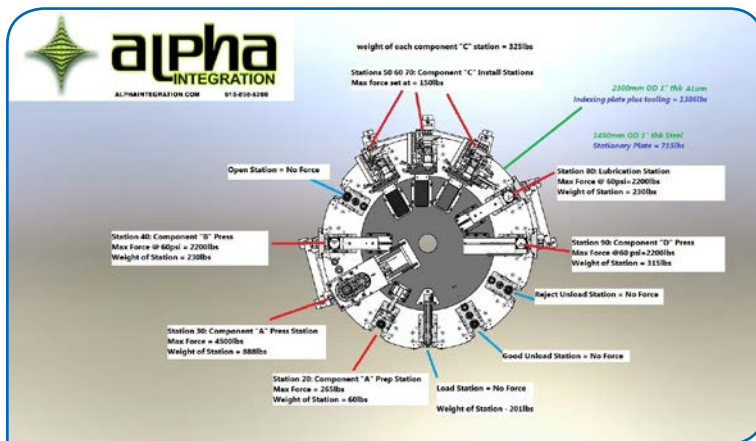 alpha
INTEGRATION
ALPHAINTEGRATION.COM
weight of each component "C" station = 325lbs
Stations 50 60 70: Component "C" Install Stations
Max force set at = 150lbs
2300mm OD 1" thk ALum
Indexing plate plus tooling = 1306lbs
1450mm OD 1" thk Steel
Stationary Plate = 715lbs
Open Station = No Force
Station 80: Lubrication Station
Max Force @ 60psi=2200lbs
Weight of Station = 230lbs
Station 40: Component "B" Press
Max Force @ 60psi = 2200lbs
Weight of Station = 230lbs
Station 90: Component "D" Press
Max Force @60 psi=2200lbs
Weight of Station = 315lbs
Reject Unload Station = No Force
Station 30: Component "A" Press Station
Max Force = 4500lbs
Weight of Station = 888lbs
Good Unload Station = No Force
Station 20: Component "A" Prep Station
Max Force = 265lbs
Weight of Station = 60lbs
Load Station = No Force
Weight of Station - 201lbs